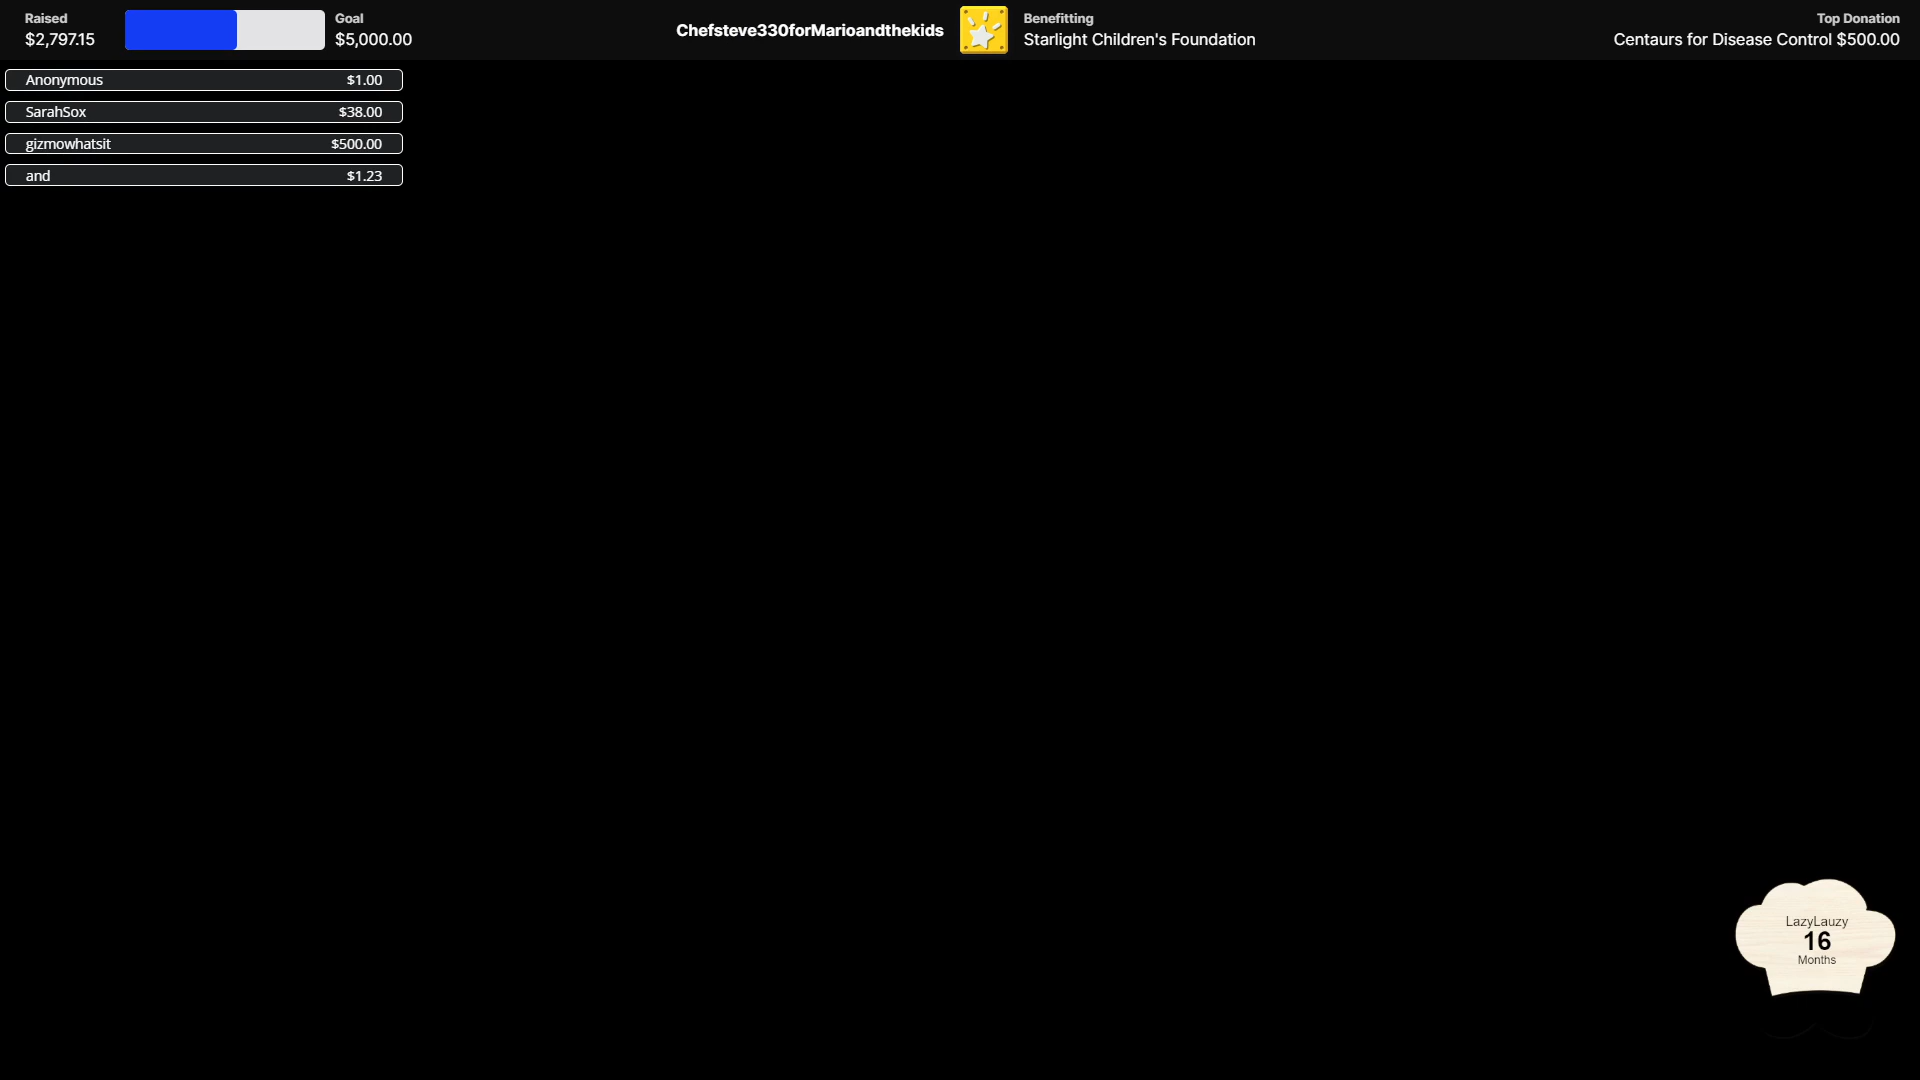 Raised
$2,797.15
Goal
$5,000.00
Chefsteve330forMarioandthekids
Benefitting
Starlight Children's Foundation
Top Donation
Centaurs for Disease Control $500.00
Anonymous $1.00
SarahSox $38.00
gizmowhatsit $500.00
and $1.23
LazyLauzy
16
Months